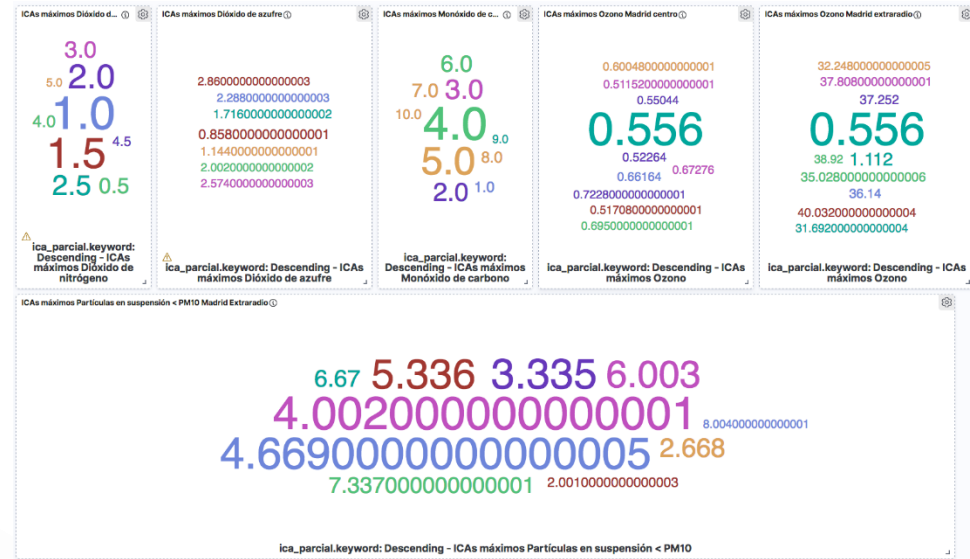 ICAs máximos Dióxido d...
3.0
5.0 2.0
1.0
4.0 4.5
1.5
2.5 0.5
ica_parcial.keyword:
Descending - ICAs
máximos Dióxido de
nitrógeno
ICAs máximos Dióxido de azufre
2.8600000000000003
2.2880000000000003
1.7160000000000002
0.8580000000000001
1.1440000000000001
2.0020000000000002
2.5740000000000003
ica_parcial.keyword: Descending - ICAs
máximos Dióxido de azufre
ICAs máximos Monóxido de c...
6.0
7.0 3.0
10.0 4.0 9.0
5.0 8.0
2.0 1.0
ica_parcial.keyword:
Descending - ICAs máximos
Monóxido de carbono
ICAs máximos Ozono Madrid centro
0.6004800000000001
0.5115200000000001
0.55044
0.556
0.52264
0.66164 0.67276
0.7228000000000001
0.5170800000000001
0.6950000000000001
ica_parcial.keyword: Descending - ICAs
máximos Ozono
ICAs máximos Ozono Madrid extraradio
32.248000000000005
37.80800000000001
37.252
0.556
38.92 1.112
35.028000000000006
36.14
40.032000000000004
31.692000000000004
ica_parcial.keyword: Descending - ICAs
máximos Ozono
ICAs máximos Partículas en suspensión < PM10 Madrid Extraradio
6.67 5.336 3.335 6.003
4.002000000000001 8.004000000000001
4.6690000000000005 2.668
7.337000000000001 2.0010000000000003
ica_parcial.keyword: Descending - ICAs máximos Partículas en suspensión < PM10